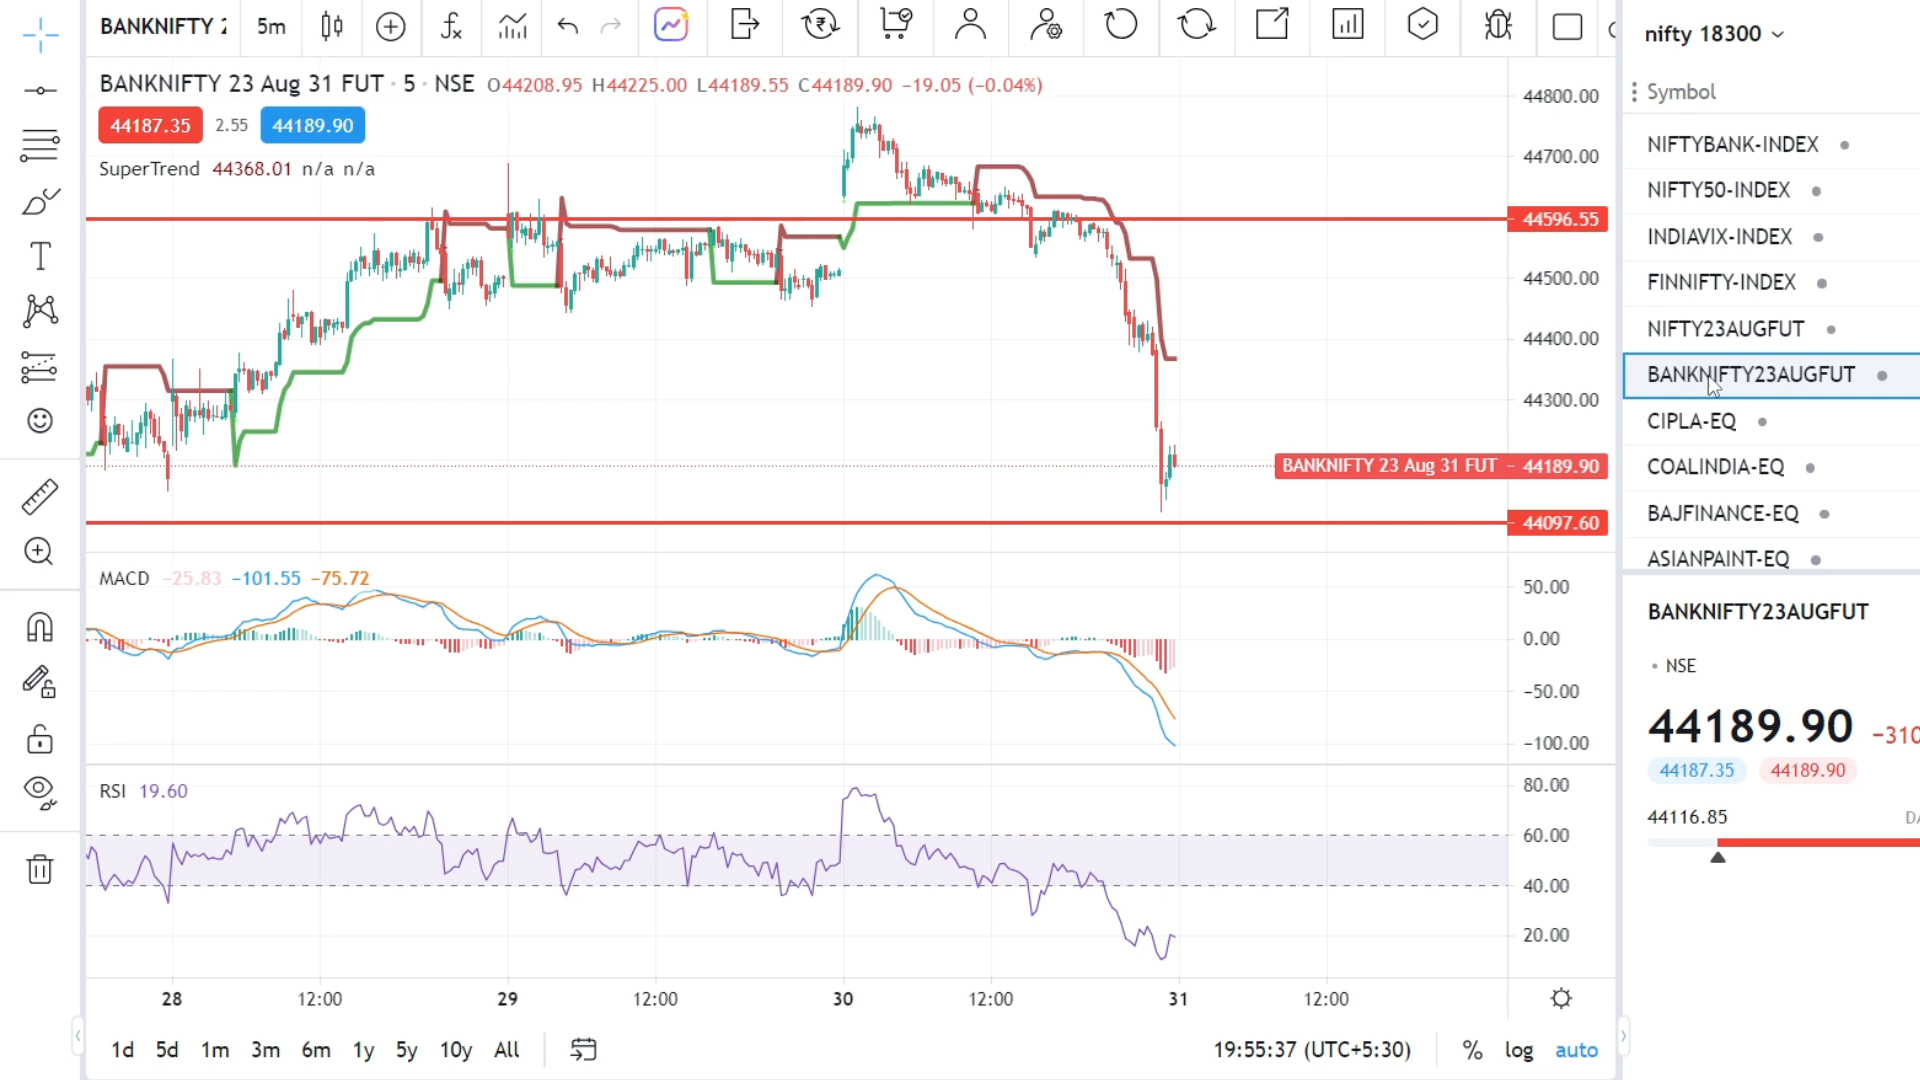 BANKNIFTY 2
5m
nifty 18300
BANKNIFTY 23 Aug 31 FUT · 5 · NSE O44208.95 H44225.00 L44189.55 C44189.90 −19.05 (−0.04%)
44187.35 2.55 44189.90
SuperTrend 44368.01 n/a n/a
44800.00
44700.00
44596.55
44500.00
44400.00
44300.00
BANKNIFTY 23 Aug 31 FUT 44189.90
44097.60
MACD −25.83 −101.55 −75.72
50.00
0.00
−50.00
−100.00
RSI 19.60
80.00
60.00
40.00
20.00
28 12:00 29 12:00 30 12:00 31 12:00
1d 5d 1m 3m 6m 1y 5y 10y All
19:55:37 (UTC+5:30) % log auto
Symbol
NIFTYBANK-INDEX
NIFTY50-INDEX
INDIAVIX-INDEX
FINNIFTY-INDEX
NIFTY23AUGFUT
BANKNIFTY23AUGFUT
CIPLA-EQ
COALINDIA-EQ
BAJFINANCE-EQ
ASIANPAINT-EQ
BANKNIFTY23AUGFUT
• NSE
44189.90 −310
44187.35 44189.90
44116.85